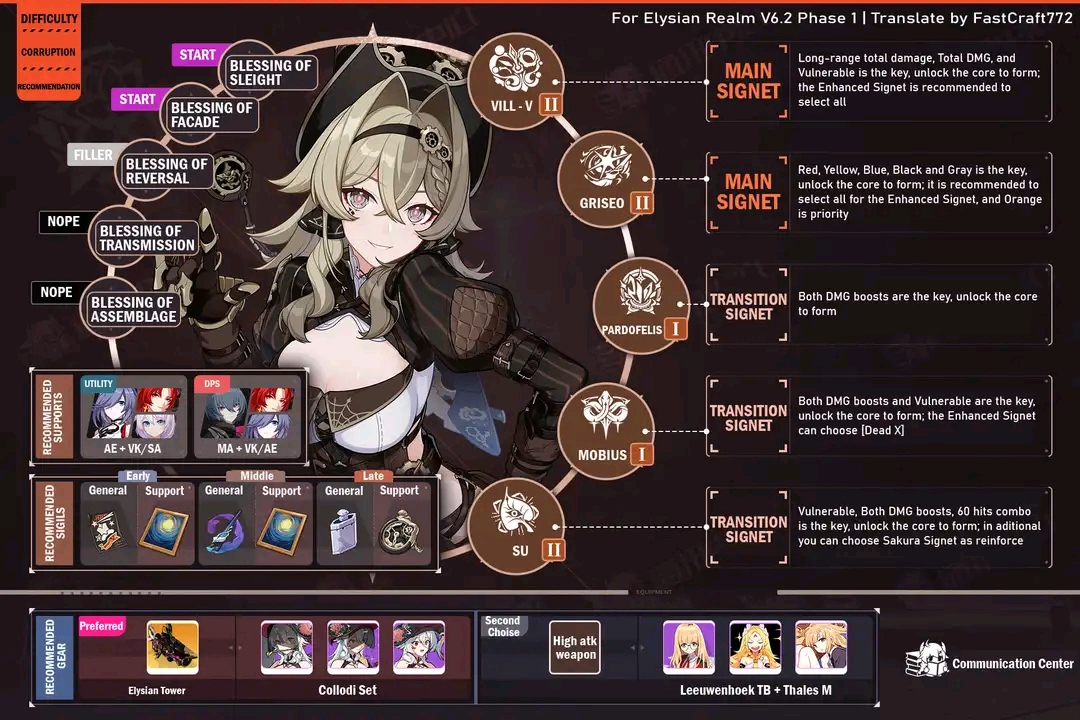 DIFFICULTY
CORRUPTION
RECOMMENDATION
For Elysian Realm V6.2 Phase 1 | Translate by FastCraft772
START
BLESSING OF
SLEIGHT
START
BLESSING OF
FACADE
FILLER
BLESSING OF
REVERSAL
NOPE
BLESSING OF
TRANSMISSION
NOPE
BLESSING OF
ASSEMBLAGE
VILL - V II
MAIN
SIGNET
Long-range total damage, Total DMG, and
Vulnerable is the key, unlock the core to form;
the Enhanced Signet is recommended to
select all
GRISEO II
MAIN
SIGNET
Red, Yellow, Blue, Black and Gray is the key,
unlock the core to form; it is recommended to
select all for the Enhanced Signet, and Orange
is priority
PARDOFELIS I
TRANSITION
SIGNET
Both DMG boosts are the key, unlock the core
to form
MOBIUS I
TRANSITION
SIGNET
Both DMG boosts and Vulnerable are the key,
unlock the core to form; the Enhanced Signet
can choose [Dead X]
SU II
TRANSITION
SIGNET
Vulnerable, Both DMG boosts, 60 hits combo
is the key, unlock the core to form; in aditional
you can choose Sakura Signet as reinforce
RECOMMENDED
SUPPORTS
UTILITY
AE + VK/SA
DPS
MA + VK/AE
RECOMMENDED
SIGILS
Early
General Support
Middle
General Support
Late
General Support
EQUIPMENT
RECOMMENDED
GEAR
Preferred
Elysian Tower
Collodi Set
Second
Choise
High atk
weapon
Leeuwenhoek TB + Thales M
Communication Center